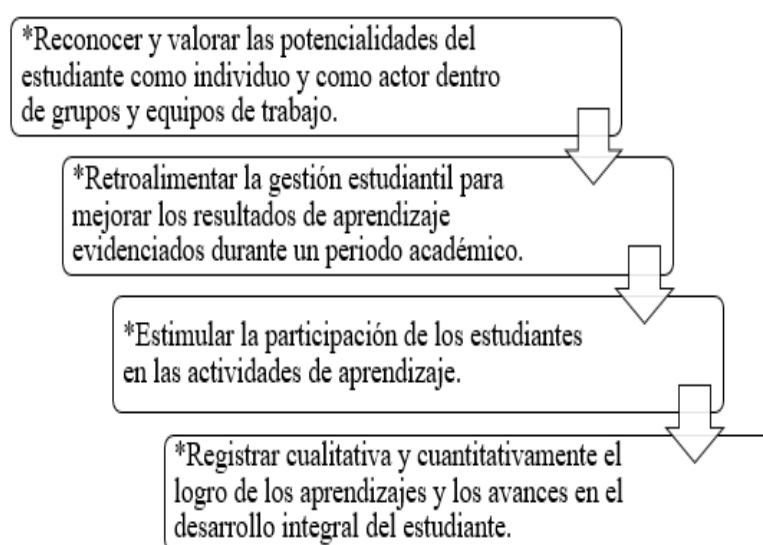 *Reconocer y valorar las potencialidades del
estudiante como individuo y como actor dentro
de grupos y equipos de trabajo.
*Retroalimentar la gestión estudiantil para
mejorar los resultados de aprendizaje
evidenciados durante un periodo académico.
*Estimular la participación de los estudiantes
en las actividades de aprendizaje.
*Registrar cualitativa y cuantitativamente el
logro de los aprendizajes y los avances en el
desarrollo integral del estudiante.